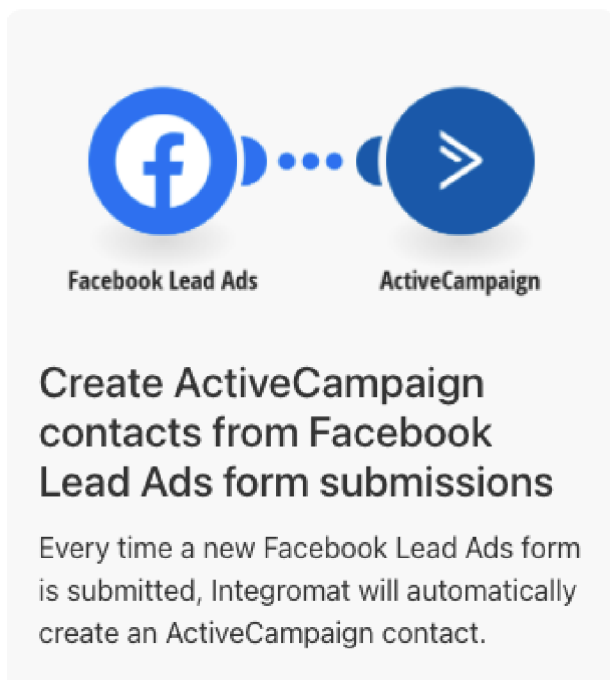 Facebook Lead Ads
ActiveCampaign
Create ActiveCampaign
contacts from Facebook
Lead Ads form submissions
Every time a new Facebook Lead Ads form
is submitted, Integromat will automatically
create an ActiveCampaign contact.